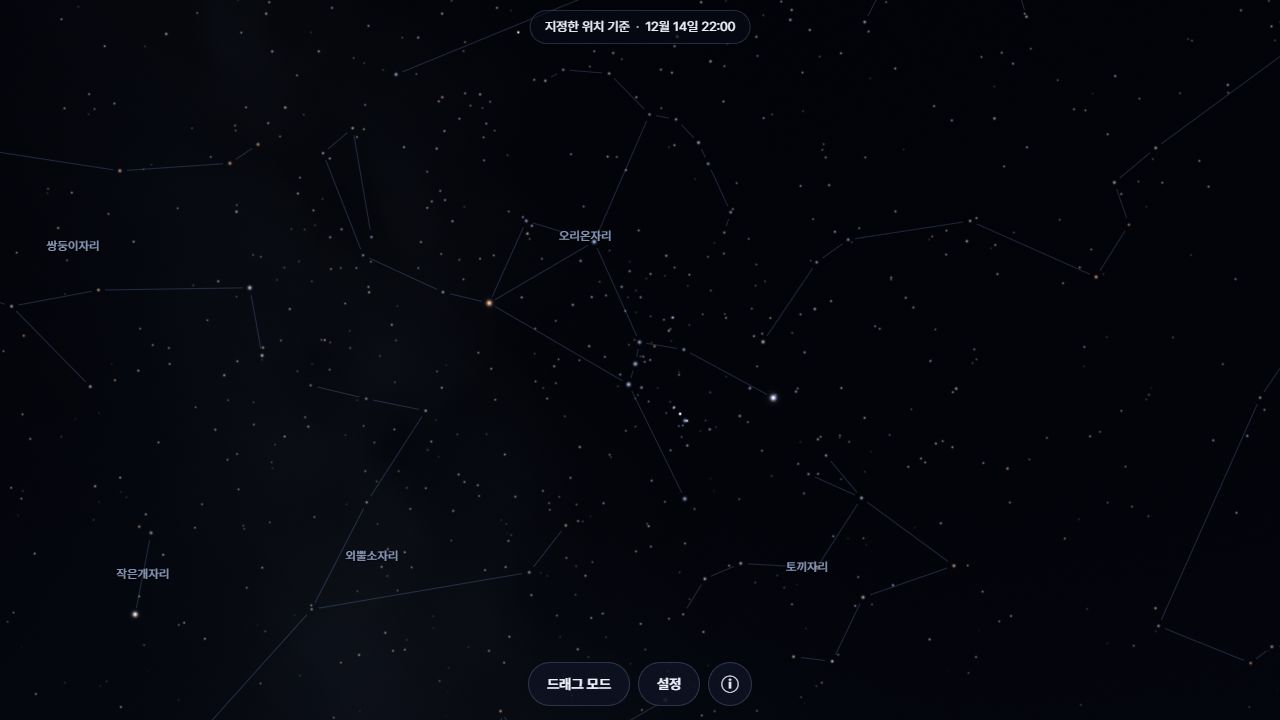 지정한 위치 기준 · 12월 14일 22:00
오리온자리
쌍둥이자리
외뿔소자리
토끼자리
작은개자리
드래그 모드
설정